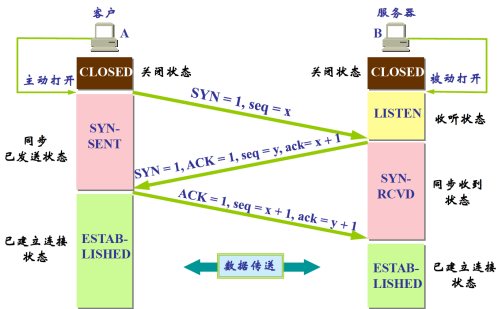 客户
服务器
A
B
主动打开
CLOSED
关闭状态
关闭状态
CLOSED
被动打开
SYN = 1, seq = x
LISTEN
收听状态
同步
已发送状态
SYN-
SENT
SYN = 1, ACK = 1, seq = y, ack= x + 1
SYN-
RCVD
同步收到
状态
ACK = 1, seq = x + 1, ack = y + 1
已建立连接
状态
ESTAB-
LISHED
数据传送
ESTAB-
LISHED
已建立连接
状态